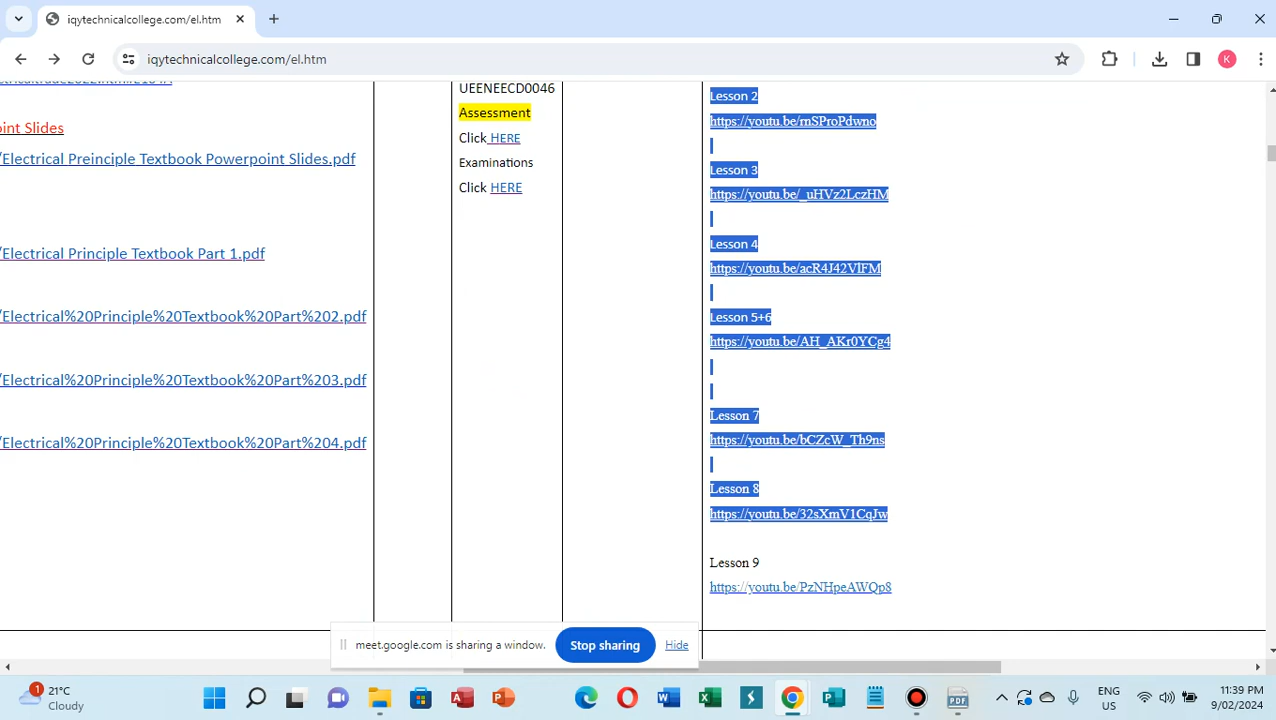 iqytechnicalcollege.com/el.htm
iqytechnicalcollege.com/el.htm
K
int Slides
/Electrical Preinciple Textbook Powerpoint Slides.pdf
/Electrical Principle Textbook Part 1.pdf
/Electrical%20Principle%20Textbook%20Part%202.pdf
/Electrical%20Principle%20Textbook%20Part%203.pdf
/Electrical%20Principle%20Textbook%20Part%204.pdf
UEENEECD0046
Assessment
Click HERE
Examinations
Click HERE
Lesson 2
https://youtu.be/rnSProPdwno
Lesson 3
https://youtu.be/_uHVz2LczHM
Lesson 4
https://youtu.be/acR4J42VlFM
Lesson 5+6
https://youtu.be/AH_AKr0YCg4
Lesson 7
https://youtu.be/bCZcW_Th9ns
Lesson 8
https://youtu.be/32sXmV1CqJw
Lesson 9
https://youtu.be/PzNHpeAWQp8
meet.google.com is sharing a window.
Stop sharing
Hide
1
21°C
Cloudy
ENG
US
11:39 PM
9/02/2024